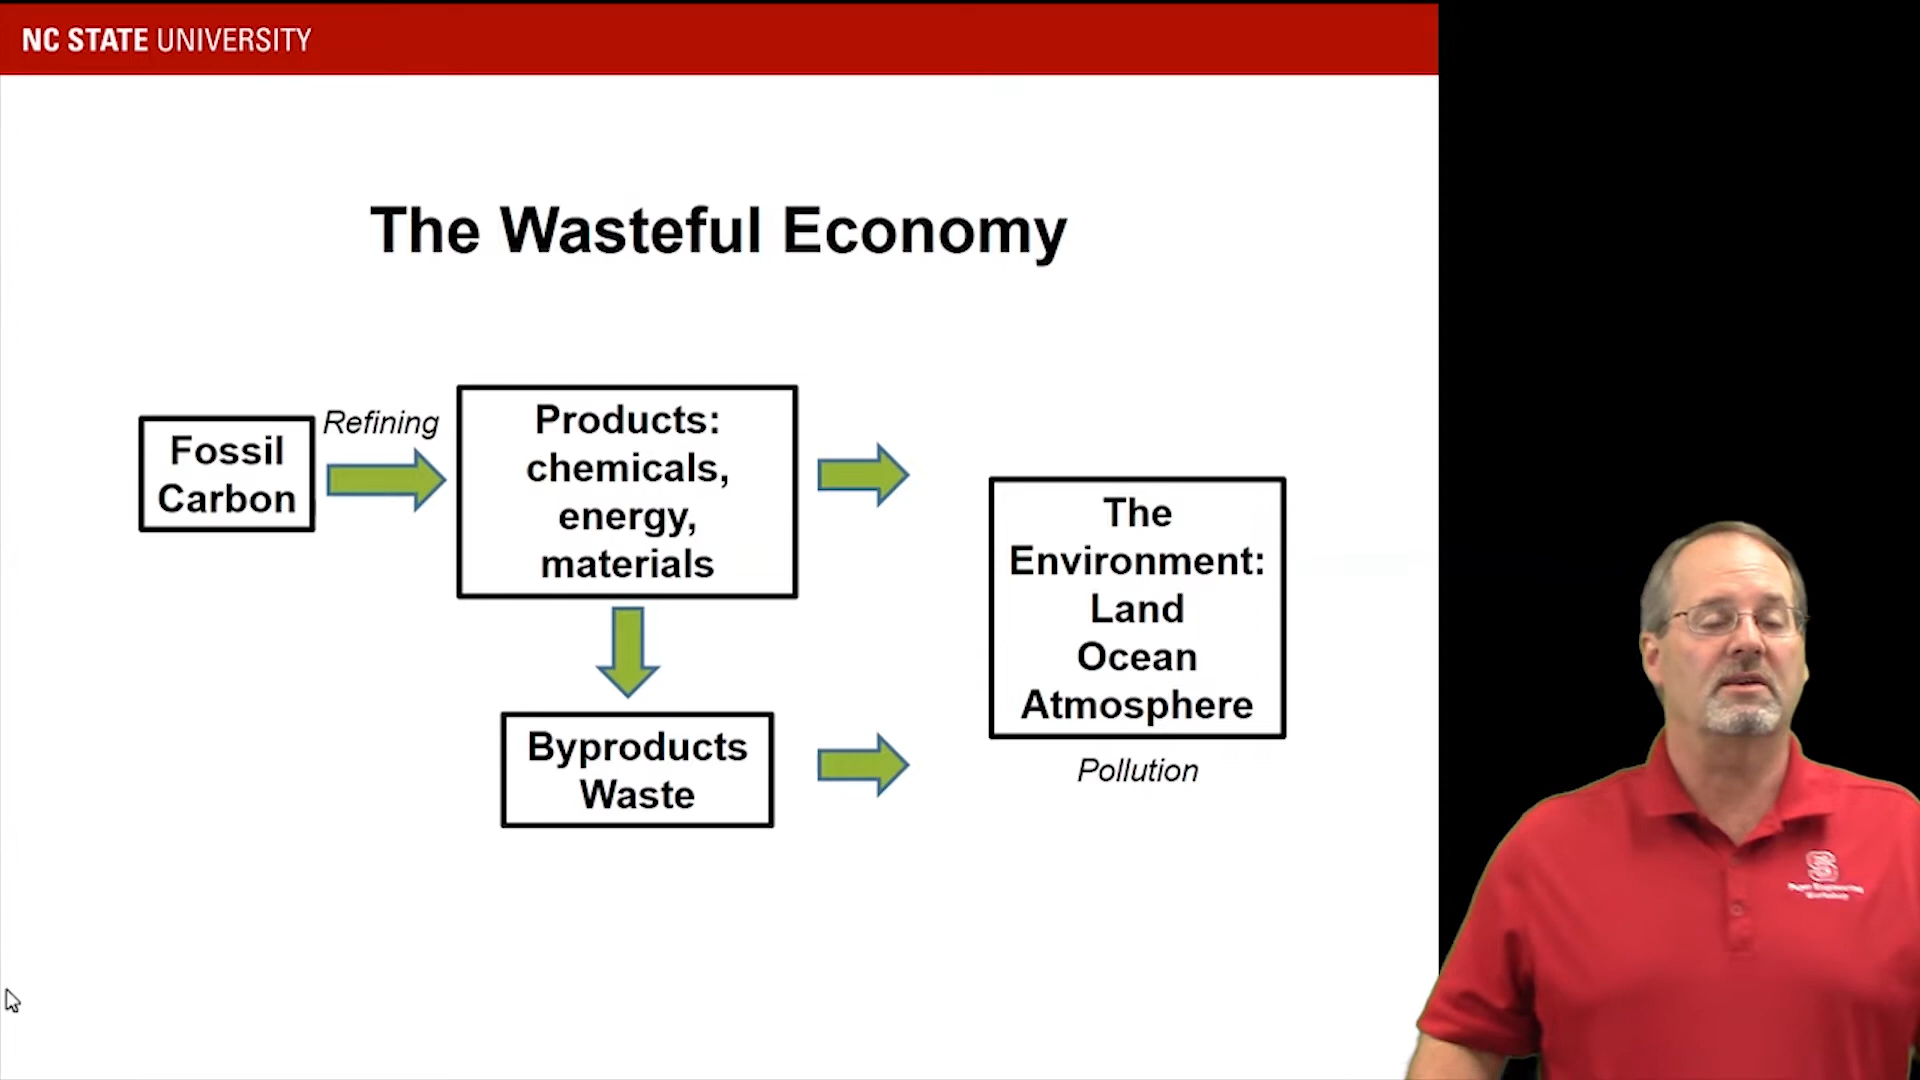 NC STATE UNIVERSITY
The Wasteful Economy
Fossil
Carbon
Refining
Products:
chemicals,
energy,
materials
Byproducts
Waste
The
Environment:
Land
Ocean
Atmosphere
Pollution